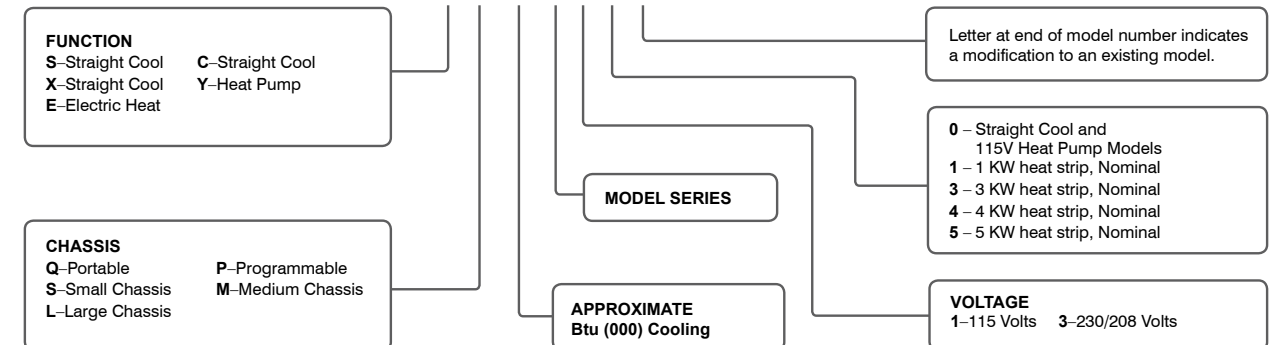 FUNCTION
S–Straight Cool C–Straight Cool
X–Straight Cool Y–Heat Pump
E–Electric Heat
CHASSIS
Q–Portable P–Programmable
S–Small Chassis M–Medium Chassis
L–Large Chassis
MODEL SERIES
APPROXIMATE
Btu (000) Cooling
Letter at end of model number indicates
a modification to an existing model.
0 – Straight Cool and
115V Heat Pump Models
1 – 1 KW heat strip, Nominal
3 – 3 KW heat strip, Nominal
4 – 4 KW heat strip, Nominal
5 – 5 KW heat strip, Nominal
VOLTAGE
1–115 Volts 3–230/208 Volts